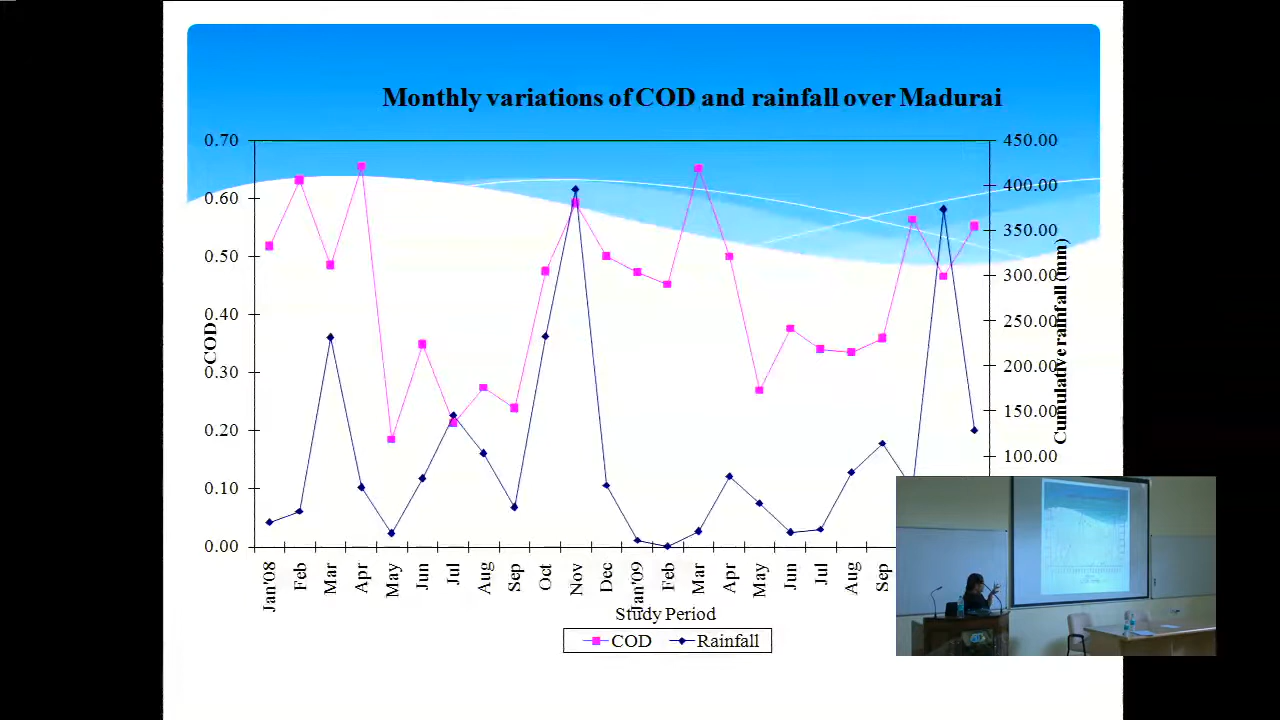 Monthly variations of COD and rainfall over Madurai
0.70
0.60
0.50
0.40
0.30
0.20
0.10
0.00
COD
450.00
400.00
350.00
300.00
250.00
200.00
150.00
100.00
Cumulative rainfall (mm)
Jan'08 Feb Mar Apr May Jun Jul Aug Sep Oct Nov Dec Jan'09 Feb Mar Apr May Jun Jul Aug Sep
Study Period
COD Rainfall